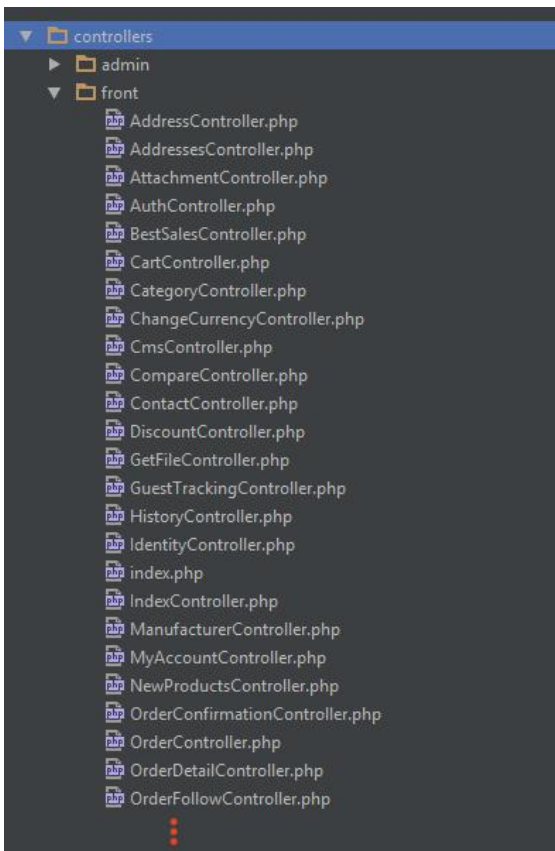 controllers
admin
front
AddressController.php
AddressesController.php
AttachmentController.php
AuthController.php
BestSalesController.php
CartController.php
CategoryController.php
ChangeCurrencyController.php
CmsController.php
CompareController.php
ContactController.php
DiscountController.php
GetFileController.php
GuestTrackingController.php
HistoryController.php
IdentityController.php
index.php
IndexController.php
ManufacturerController.php
MyAccountController.php
NewProductsController.php
OrderConfirmationController.php
OrderController.php
OrderDetailController.php
OrderFollowController.php